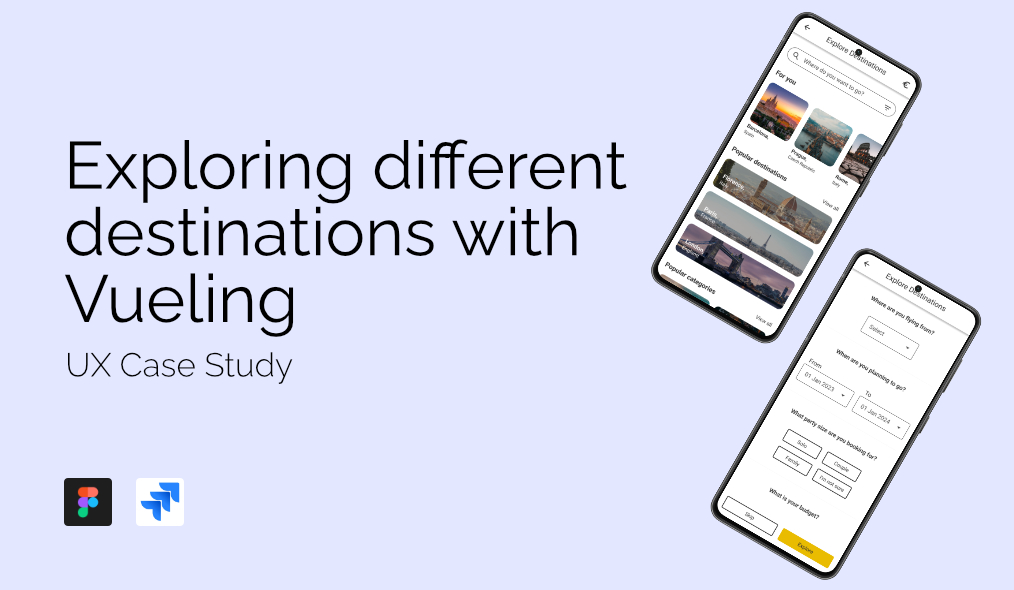 Exploring different
destinations with
Vueling
UX Case Study
Explore Destinations
€
Where do you want to go?
For you
Barcelona,
Spain
Prague,
Czech Republic
Rome,
Italy
Popular destinations
View all
Florence,
Italy
Paris,
France
London,
England
Popular categories
View all
Explore Destinations
Where are you flying from?
Select
When are you planning to go?
From
To
01 Jan 2023
01 Jan 2024
What party size are you booking for?
Solo
Couple
Family
I'm not sure
What is your budget?
Skip
Explore